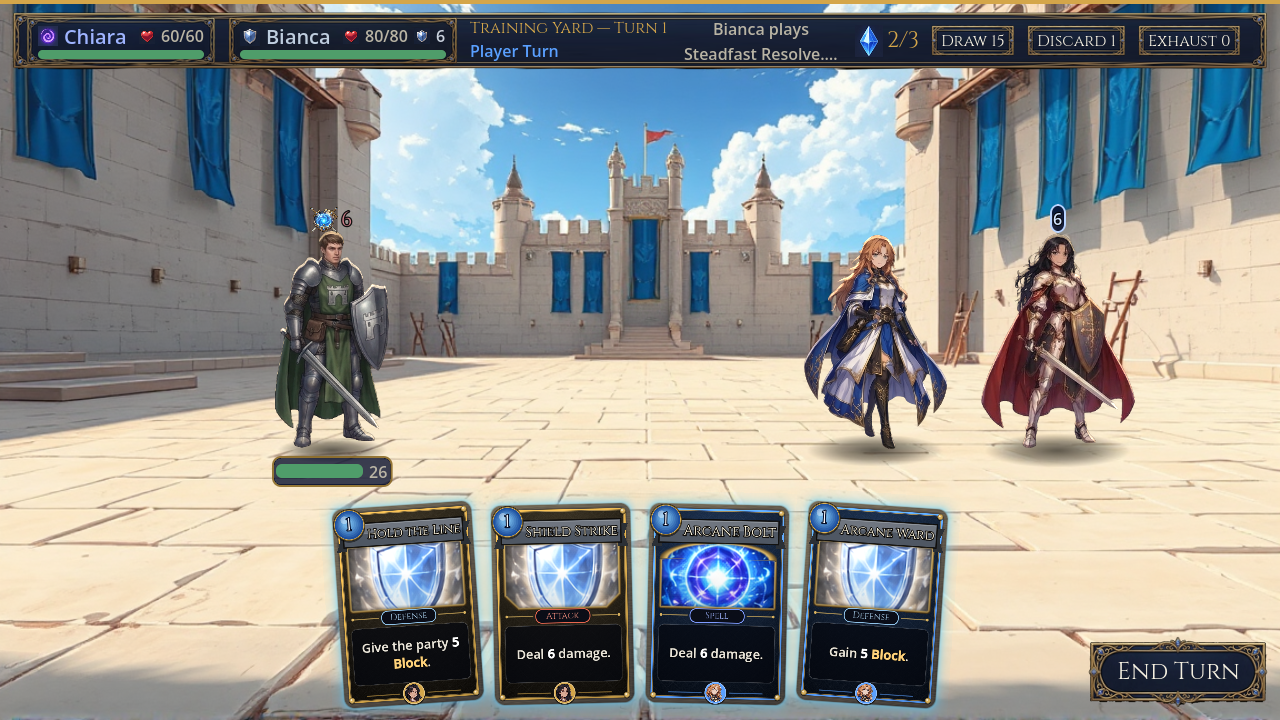 Chiara 60/60
Bianca 80/80 6
TRAINING YARD — TURN 1
Player Turn
Bianca plays
Steadfast Resolve....
2/3
DRAW 15
DISCARD 1
EXHAUST 0
6
6
26
1 HOLD THE LINE
DEFENSE
Give the party 5
Block.
1 SHIELD STRIKE
ATTACK
Deal 6 damage.
1 ARCANE BOLT
SPELL
Deal 6 damage.
1 ARCANE WARD
DEFENSE
Gain 5 Block.
END TURN